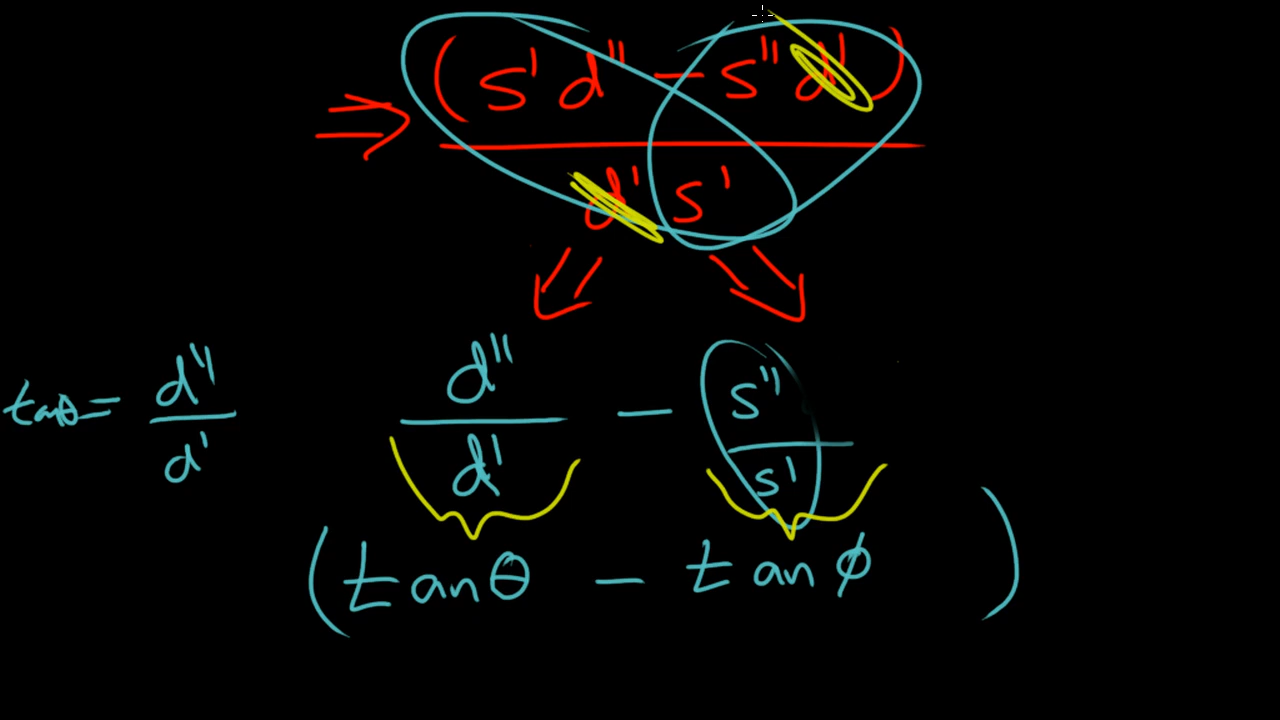 ⇒ (s'd" − s"d')
d's'
tanθ = d"/d' d"/d' − s"/s'
(tanθ − tanϕ)